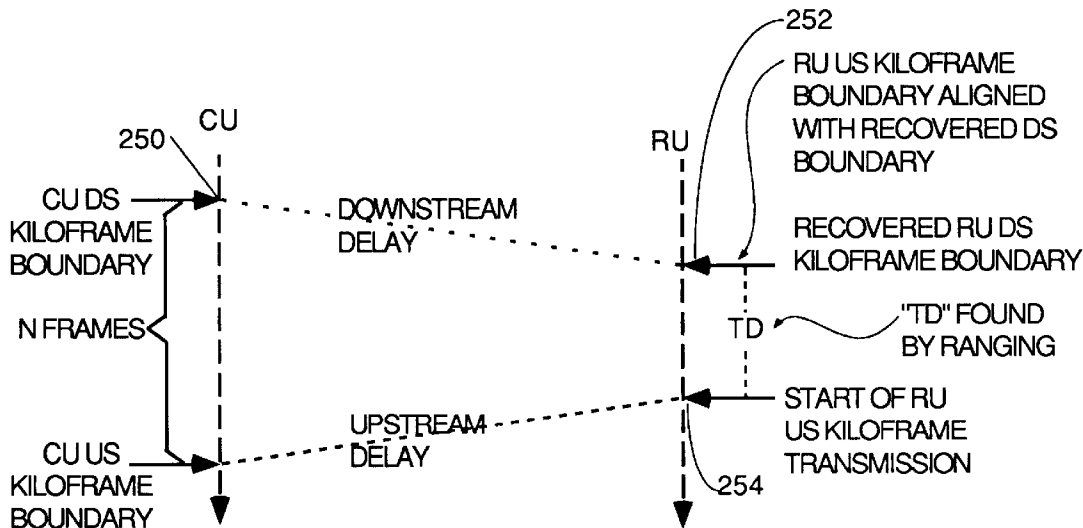 252
RU US KILOFRAME
BOUNDARY ALIGNED
WITH RECOVERED DS
BOUNDARY
CU
250
RU
CU DS
KILOFRAME
BOUNDARY
DOWNSTREAM
DELAY
RECOVERED RU DS
KILOFRAME BOUNDARY
N FRAMES
TD
"TD" FOUND
BY RANGING
START OF RU
US KILOFRAME
TRANSMISSION
UPSTREAM
DELAY
CU US
KILOFRAME
BOUNDARY
254